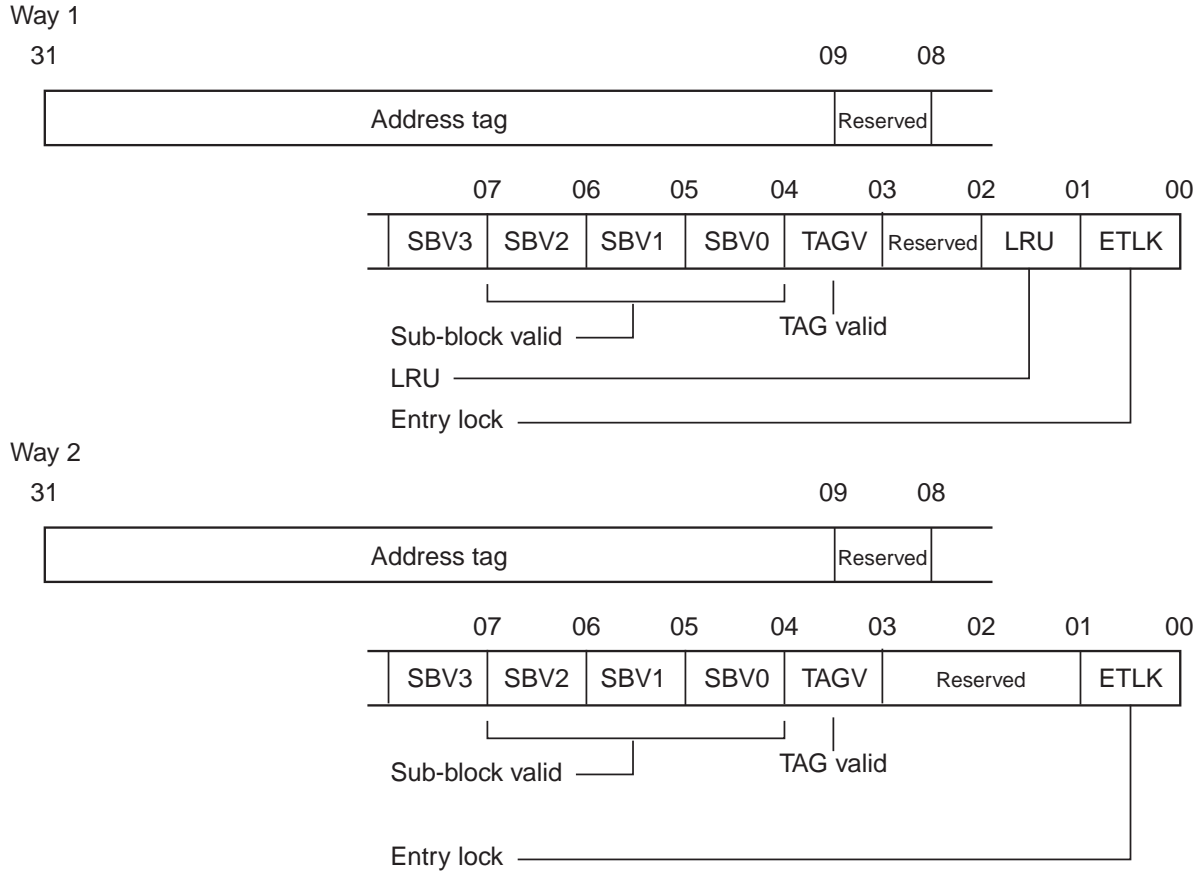 Way 1
31 09 08
Address tag Reserved
07 06 05 04 03 02 01 00
SBV3 SBV2 SBV1 SBV0 TAGV Reserved LRU ETLK
Sub-block valid TAG valid
LRU
Entry lock
Way 2
31 09 08
Address tag Reserved
07 06 05 04 03 02 01 00
SBV3 SBV2 SBV1 SBV0 TAGV Reserved ETLK
Sub-block valid TAG valid
Entry lock